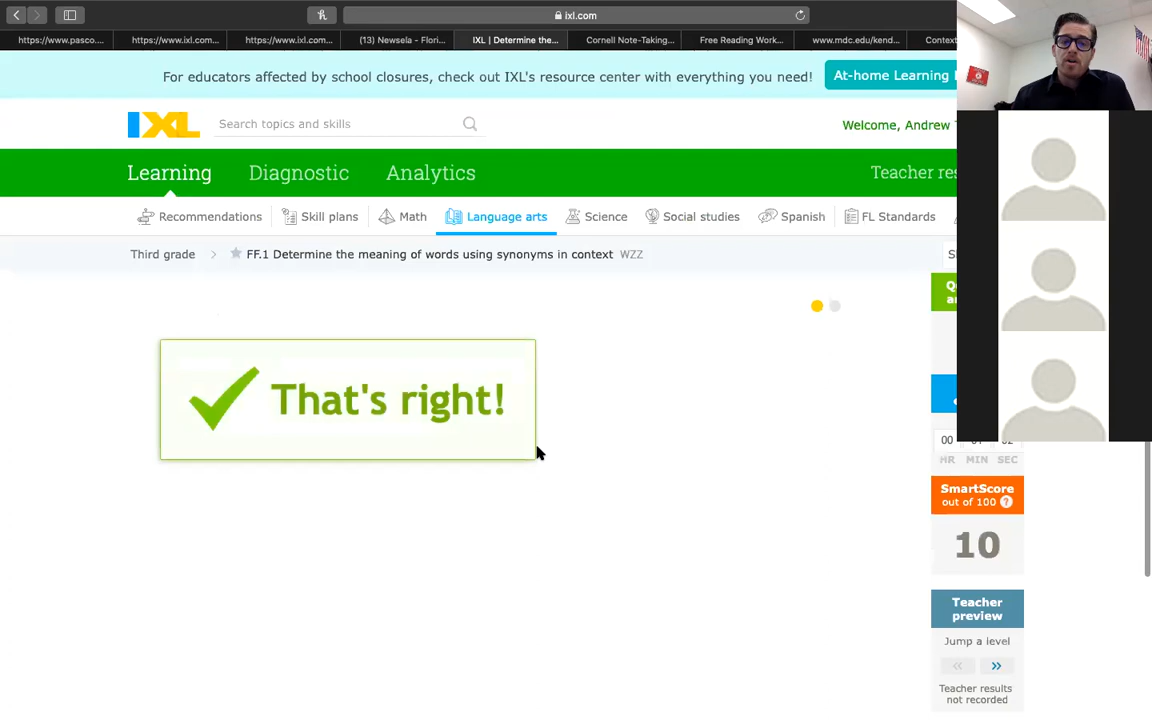 ixl.com
https://www.pasco....
https://www.ixl.com...
https://www.ixl.com...
(13) Newsela - Flori...
IXL | Determine the...
Cornell Note-Taking...
Free Reading Work...
www.mdc.edu/kend...
Context
For educators affected by school closures, check out IXL's resource center with everything you need!
At-home Learning
IXL
Search topics and skills
Welcome, Andrew
Learning
Diagnostic
Analytics
Teacher res
Recommendations
Skill plans
Math
Language arts
Science
Social studies
Spanish
FL Standards
Third grade > FF.1 Determine the meaning of words using synonyms in context WZZ
That's right!
00
HR MIN SEC
SmartScore
out of 100 ?
10
Teacher
preview
Jump a level
Teacher results
not recorded